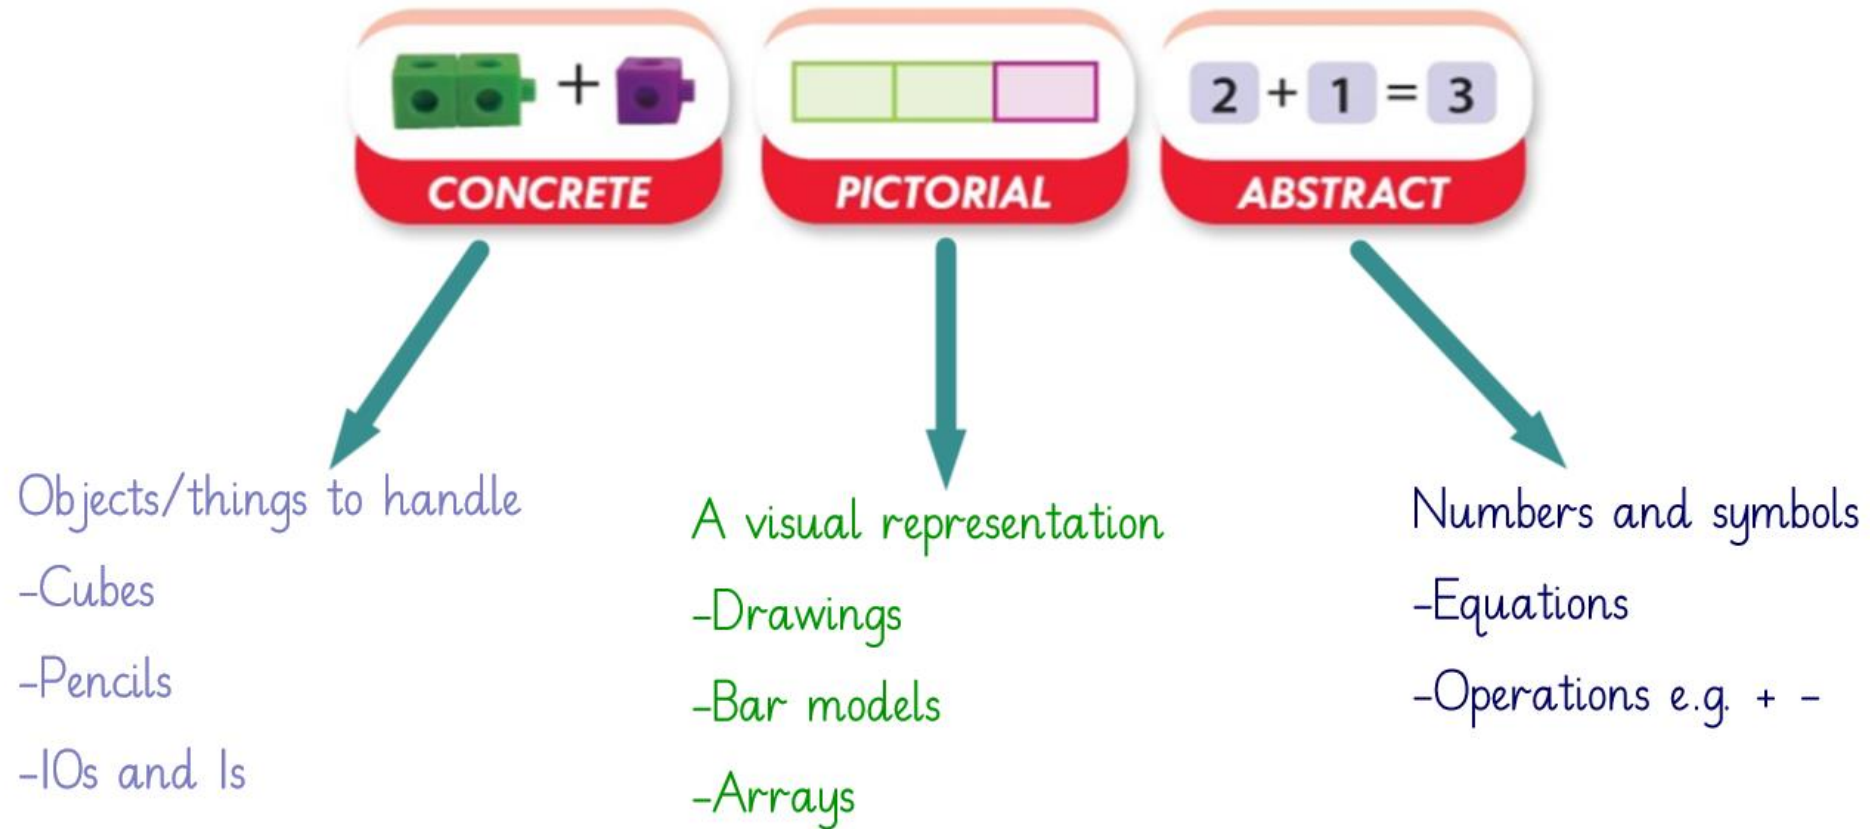 +
2 + 1 = 3
CONCRETE
PICTORIAL
ABSTRACT
Objects/things to handle
-Cubes
-Pencils
-10s and 1s
A visual representation
-Drawings
-Bar models
-Arrays
Numbers and symbols
-Equations
-Operations e.g. + -